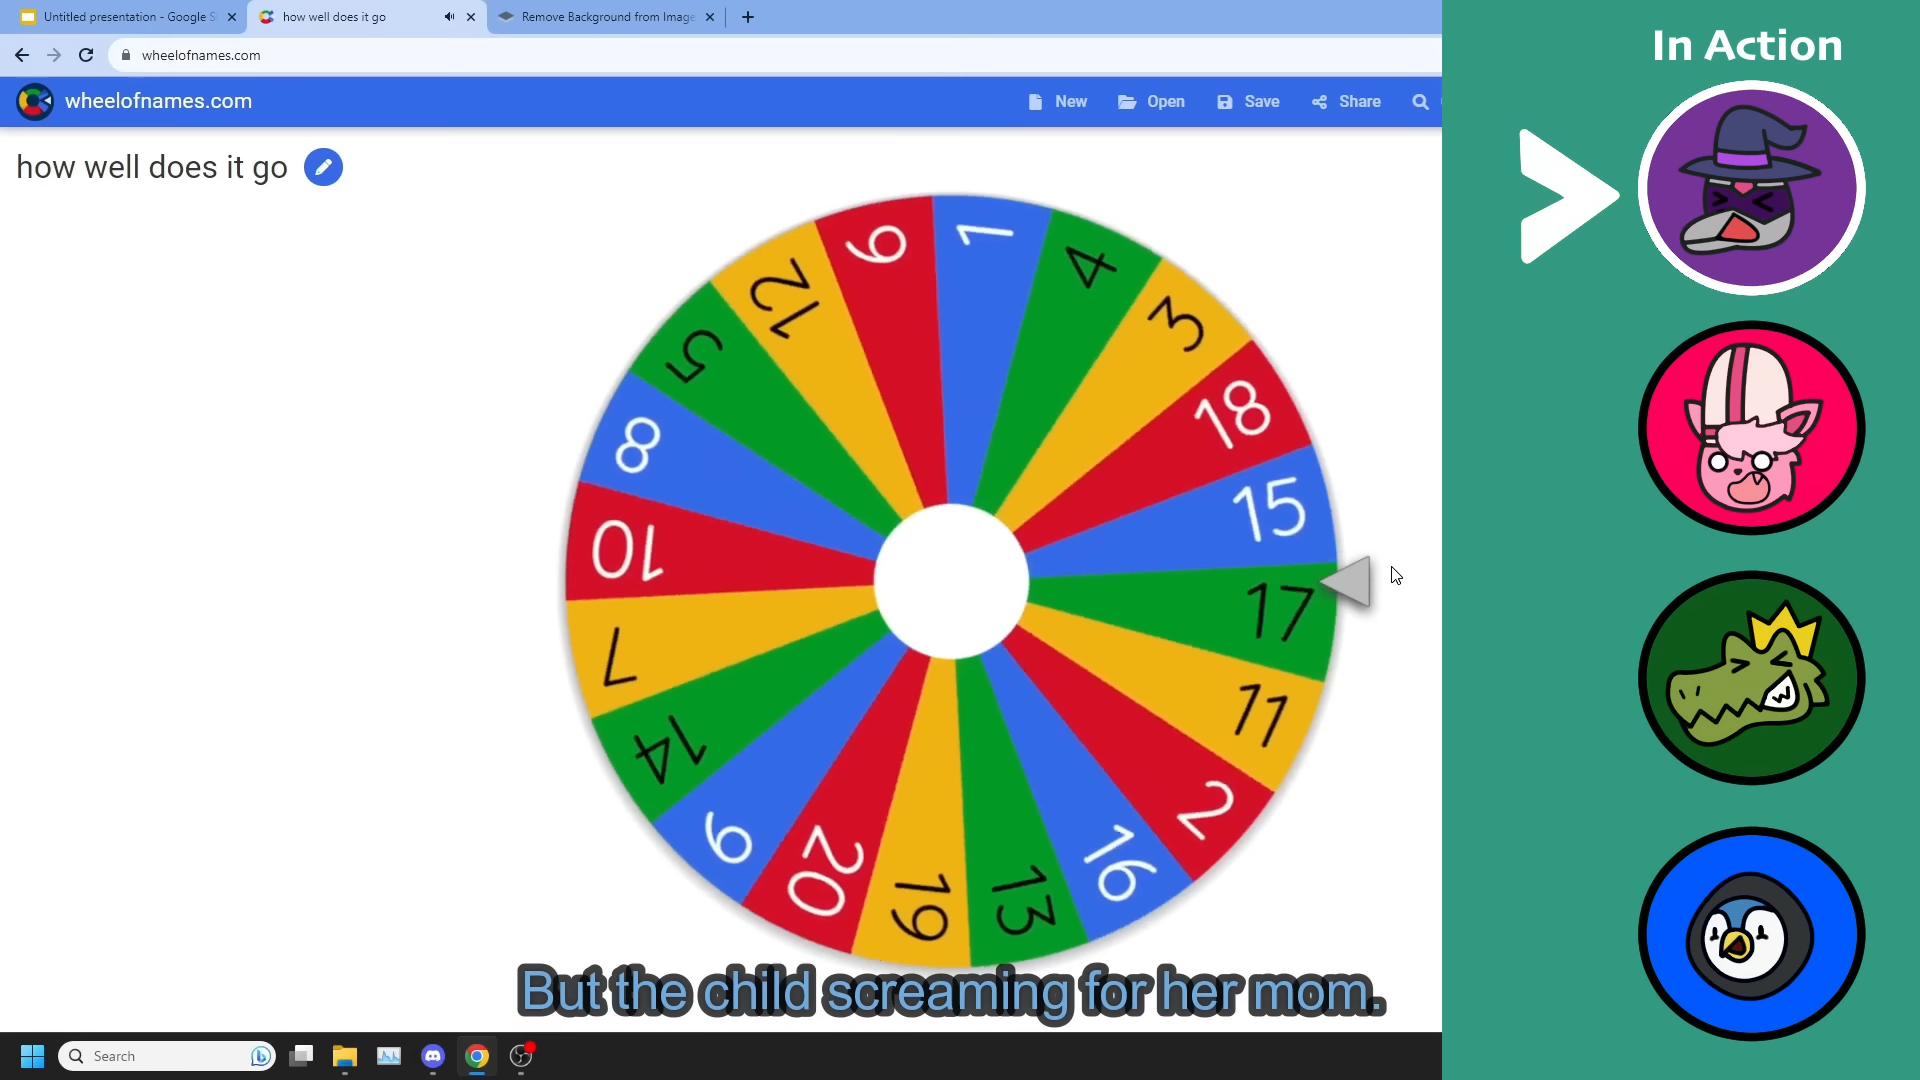 Untitled presentation - Google S
how well does it go
Remove Background from Image
wheelofnames.com
In Action
wheelofnames.com
New
Open
Save
Share
how well does it go
1
4
3
18
15
17
11
2
16
13
19
20
9
14
7
10
8
5
12
6
But the child screaming for her mom.
Search